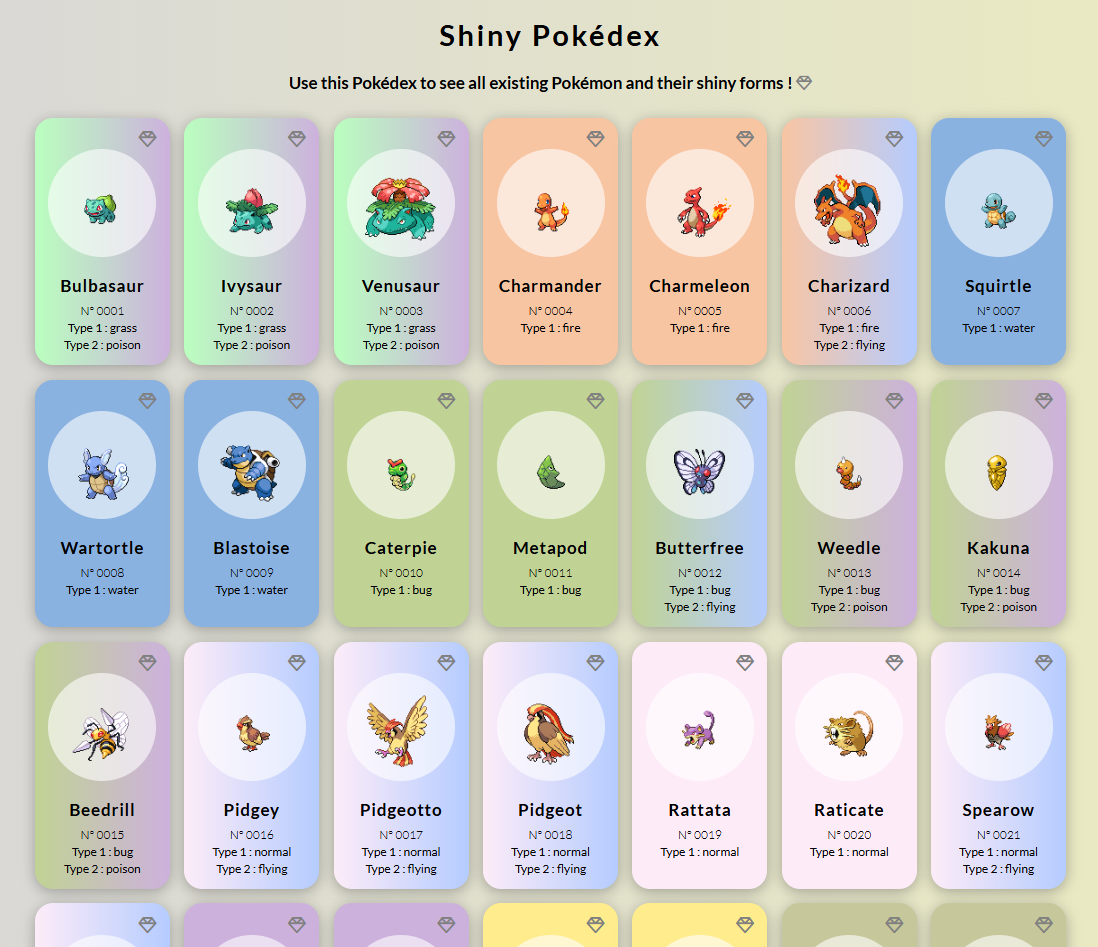 Shiny Pokédex
Use this Pokédex to see all existing Pokémon and their shiny forms !
Bulbasaur
N° 0001
Type 1 : grass
Type 2 : poison
Ivysaur
N° 0002
Type 1 : grass
Type 2 : poison
Venusaur
N° 0003
Type 1 : grass
Type 2 : poison
Charmander
N° 0004
Type 1 : fire
Charmeleon
N° 0005
Type 1 : fire
Charizard
N° 0006
Type 1 : fire
Type 2 : flying
Squirtle
N° 0007
Type 1 : water
Wartortle
N° 0008
Type 1 : water
Blastoise
N° 0009
Type 1 : water
Caterpie
N° 0010
Type 1 : bug
Metapod
N° 0011
Type 1 : bug
Butterfree
N° 0012
Type 1 : bug
Type 2 : flying
Weedle
N° 0013
Type 1 : bug
Type 2 : poison
Kakuna
N° 0014
Type 1 : bug
Type 2 : poison
Beedrill
N° 0015
Type 1 : bug
Type 2 : poison
Pidgey
N° 0016
Type 1 : normal
Type 2 : flying
Pidgeotto
N° 0017
Type 1 : normal
Type 2 : flying
Pidgeot
N° 0018
Type 1 : normal
Type 2 : flying
Rattata
N° 0019
Type 1 : normal
Raticate
N° 0020
Type 1 : normal
Spearow
N° 0021
Type 1 : normal
Type 2 : flying